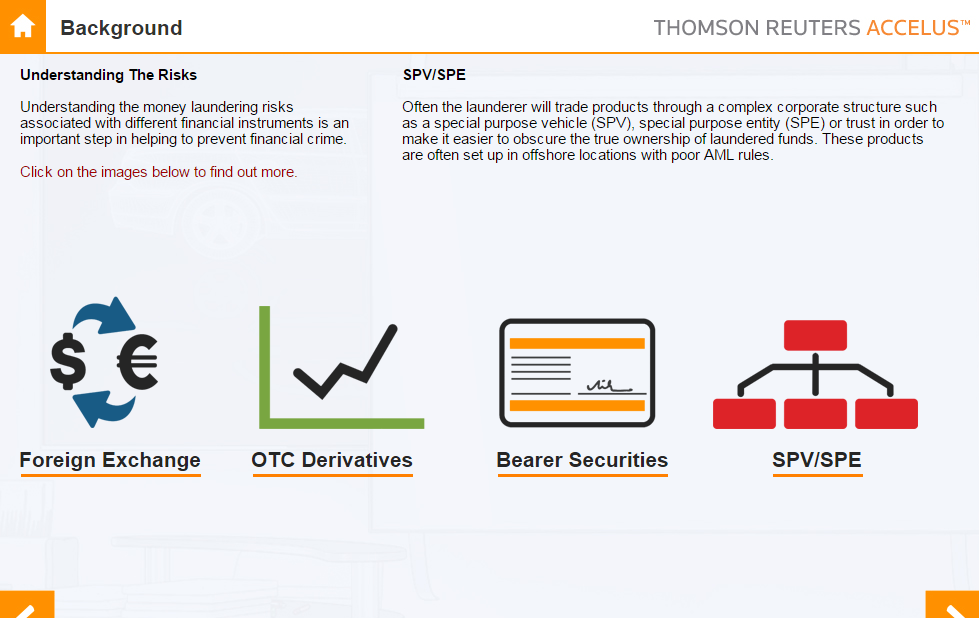 Background
THOMSON REUTERS ACCELUS™
Understanding The Risks
Understanding the money laundering risks
associated with different financial instruments is an
important step in helping to prevent financial crime.
Click on the images below to find out more.
SPV/SPE
Often the launderer will trade products through a complex corporate structure such
as a special purpose vehicle (SPV), special purpose entity (SPE) or trust in order to
make it easier to obscure the true ownership of laundered funds. These products
are often set up in offshore locations with poor AML rules.
$ €
Foreign Exchange
OTC Derivatives
Bearer Securities
SPV/SPE